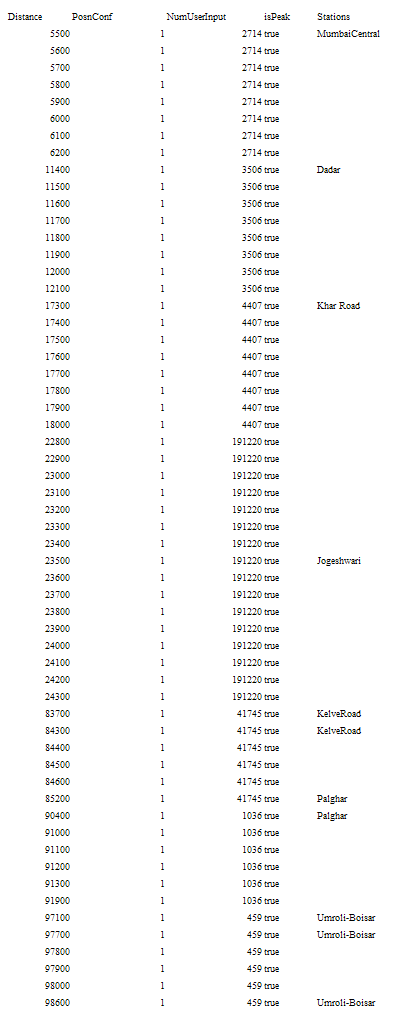 Distance PosnConf NumUserInput isPeak Stations
5500 1 2714 true MumbaiCentral
5600 1 2714 true
5700 1 2714 true
5800 1 2714 true
5900 1 2714 true
6000 1 2714 true
6100 1 2714 true
6200 1 2714 true
11400 1 3506 true Dadar
11500 1 3506 true
11600 1 3506 true
11700 1 3506 true
11800 1 3506 true
11900 1 3506 true
12000 1 3506 true
12100 1 3506 true
17300 1 4407 true Khar Road
17400 1 4407 true
17500 1 4407 true
17600 1 4407 true
17700 1 4407 true
17800 1 4407 true
17900 1 4407 true
18000 1 4407 true
22800 1 191220 true
22900 1 191220 true
23000 1 191220 true
23100 1 191220 true
23200 1 191220 true
23300 1 191220 true
23400 1 191220 true
23500 1 191220 true Jogeshwari
23600 1 191220 true
23700 1 191220 true
23800 1 191220 true
23900 1 191220 true
24000 1 191220 true
24100 1 191220 true
24200 1 191220 true
24300 1 191220 true
83700 1 41745 true KelveRoad
84300 1 41745 true KelveRoad
84400 1 41745 true
84500 1 41745 true
84600 1 41745 true
85200 1 41745 true Palghar
90400 1 1036 true Palghar
91000 1 1036 true
91100 1 1036 true
91200 1 1036 true
91300 1 1036 true
91900 1 1036 true
97100 1 459 true Umroli-Boisar
97700 1 459 true Umroli-Boisar
97800 1 459 true
97900 1 459 true
98000 1 459 true
98600 1 459 true Umroli-Boisar